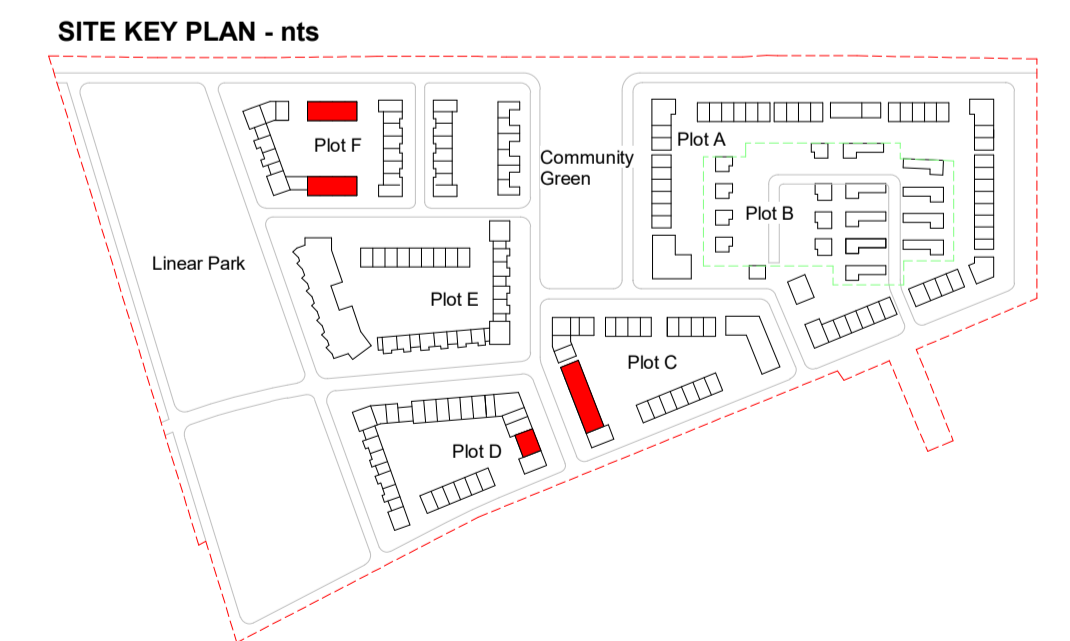 SITE KEY PLAN - nts
Plot F
Plot A
Community
Green
Plot B
Linear Park
Plot E
Plot C
Plot D